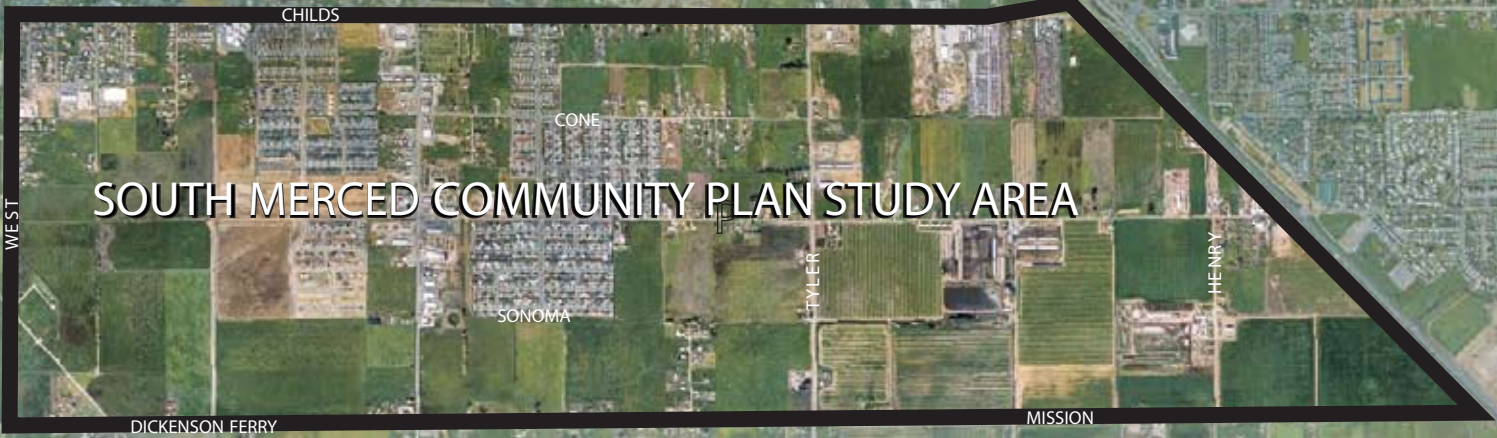 CHILDS
CONE
SOUTH MERCED COMMUNITY PLAN STUDY AREA
WEST
TYLER
HENRY
SONOMA
DICKENSON FERRY
MISSION